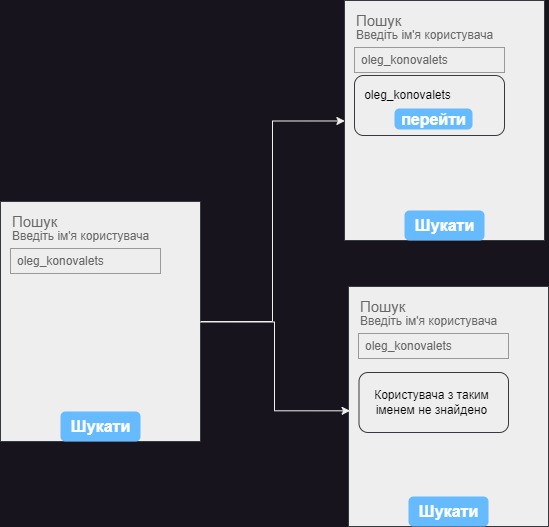 Пошук
Введіть ім'я користувача
oleg_konovalets
oleg_konovalets
перейти
Шукати
Пошук
Введіть ім'я користувача
oleg_konovalets
Шукати
Пошук
Введіть ім'я користувача
oleg_konovalets
Користувача з таким
іменем не знайдено
Шукати